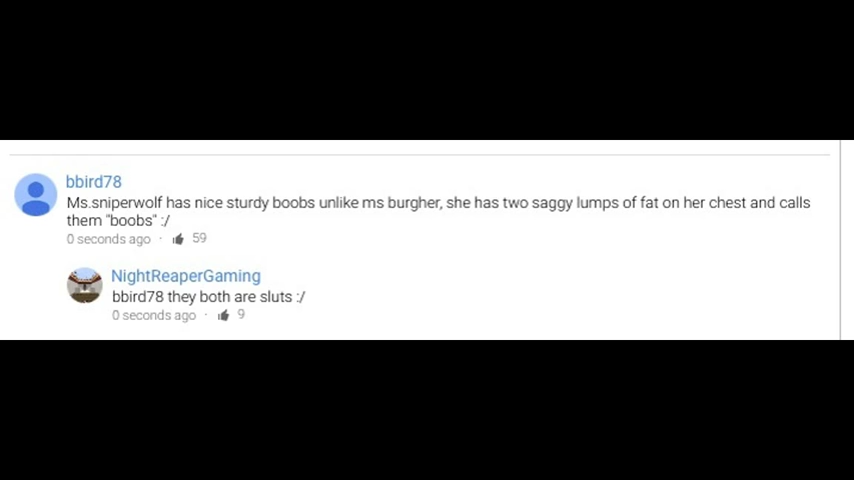 bbird78
Ms.sniperwolf has nice sturdy boobs unlike ms burgher, she has two saggy lumps of fat on her chest and calls
them "boobs" :/
0 seconds ago · 59
NightReaperGaming
bbird78 they both are sluts :/
0 seconds ago · 9